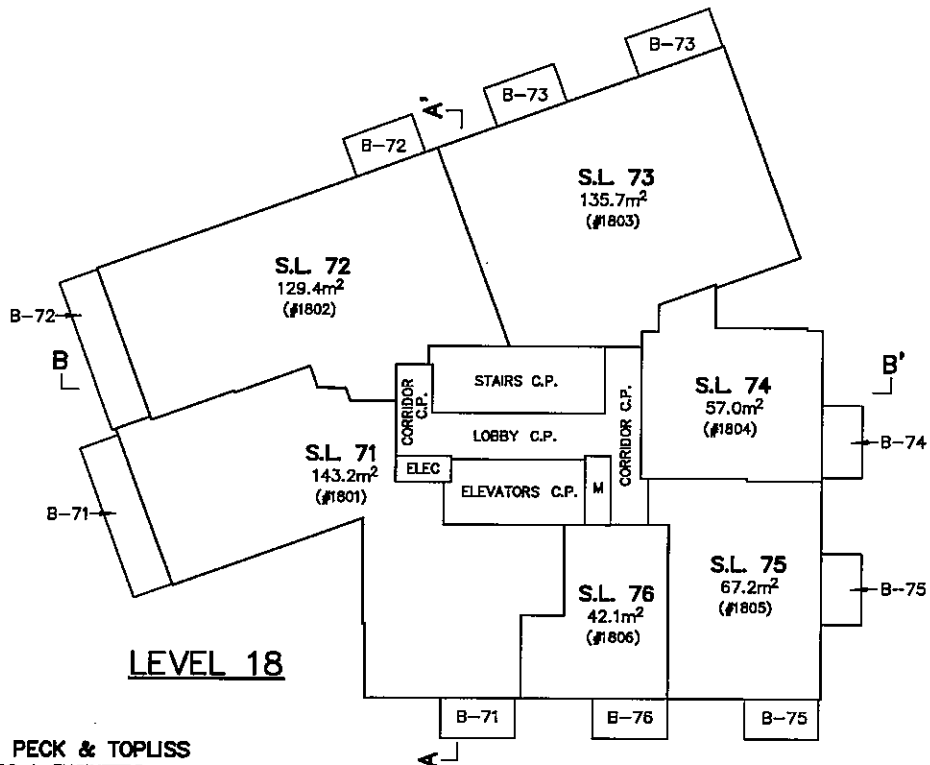 B-73
B-73
A'
B-72
S.L. 73
135.7m²
(#1803)
S.L. 72
129.4m²
(#1802)
B-72
B
B'
STAIRS C.P.
CORRIDOR C.P.
CORRIDOR C.P.
LOBBY C.P.
S.L. 74
57.0m²
(#1804)
B-74
S.L. 71
143.2m²
(#1801)
ELEC
ELEVATORS C.P.
M
B-71
S.L. 75
67.2m²
(#1805)
B-75
S.L. 76
42.1m²
(#1806)
LEVEL 18
B-71
B-76
B-75
A
PECK & TOPLISS